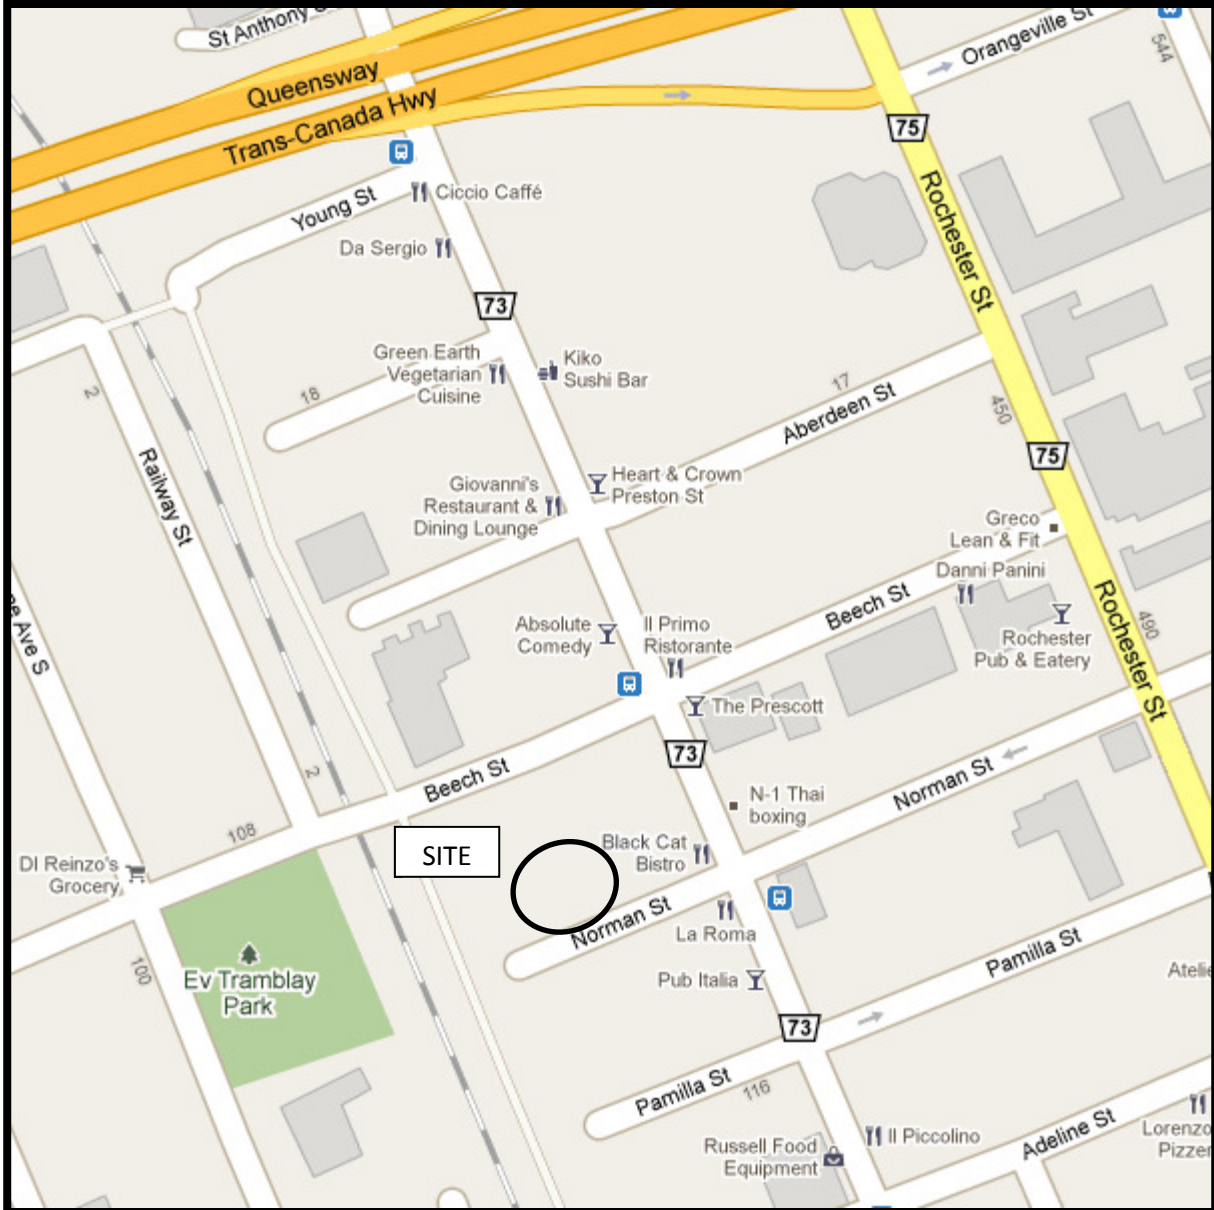 St Anthony S
Orangeville St
544
Queensway
Trans-Canada Hwy
75
Young St
Ciccio Caffé
Da Sergio
Rochester St
73
Green Earth
Vegetarian
Cuisine
Kiko
Sushi Bar
18
2
17
Aberdeen St
450
75
Railway St
Giovanni's
Restaurant &
Dining Lounge
Heart & Crown
Preston St
Greco
Lean & Fit
Danni Panini
Beech St
ne Ave S
Absolute
Comedy
Il Primo
Ristorante
Rochester
Pub & Eatery
Rochester St
490
The Prescott
73
2
Beech St
Norman St
N-1 Thai
boxing
108
SITE
Black Cat
Bistro
DI Reinzo's
Grocery
Norman St
La Roma
Pamilla St
100
Ev Tramblay
Park
Pub Italia
Atelie
73
Pamilla St
116
Russell Food
Equipment
Il Piccolino
Adeline St
Lorenzo
Pizzer